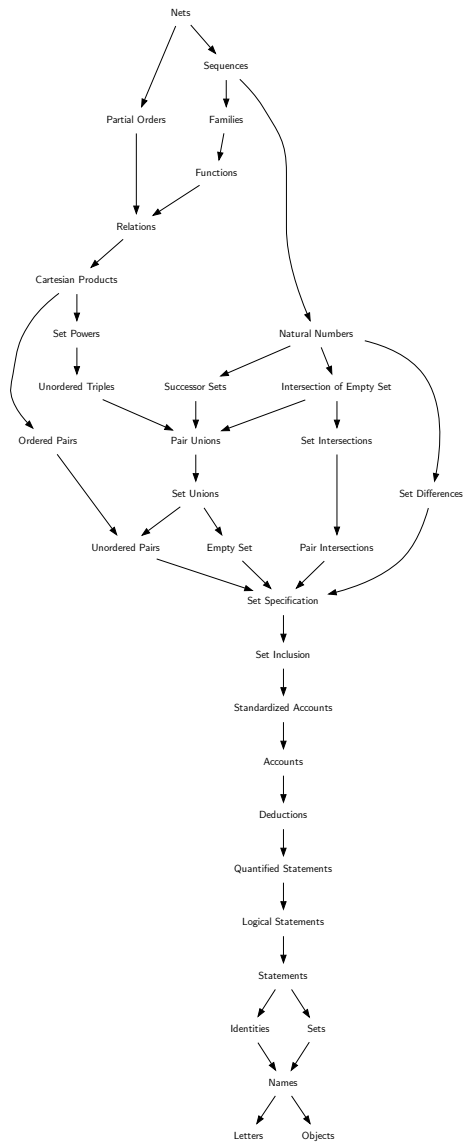 Nets
Sequences
Partial Orders
Families
Functions
Relations
Cartesian Products
Set Powers
Natural Numbers
Unordered Triples
Successor Sets
Intersection of Empty Set
Ordered Pairs
Pair Unions
Set Intersections
Set Unions
Set Differences
Unordered Pairs
Empty Set
Pair Intersections
Set Specification
Set Inclusion
Standardized Accounts
Accounts
Deductions
Quantified Statements
Logical Statements
Statements
Identities
Sets
Names
Letters
Objects